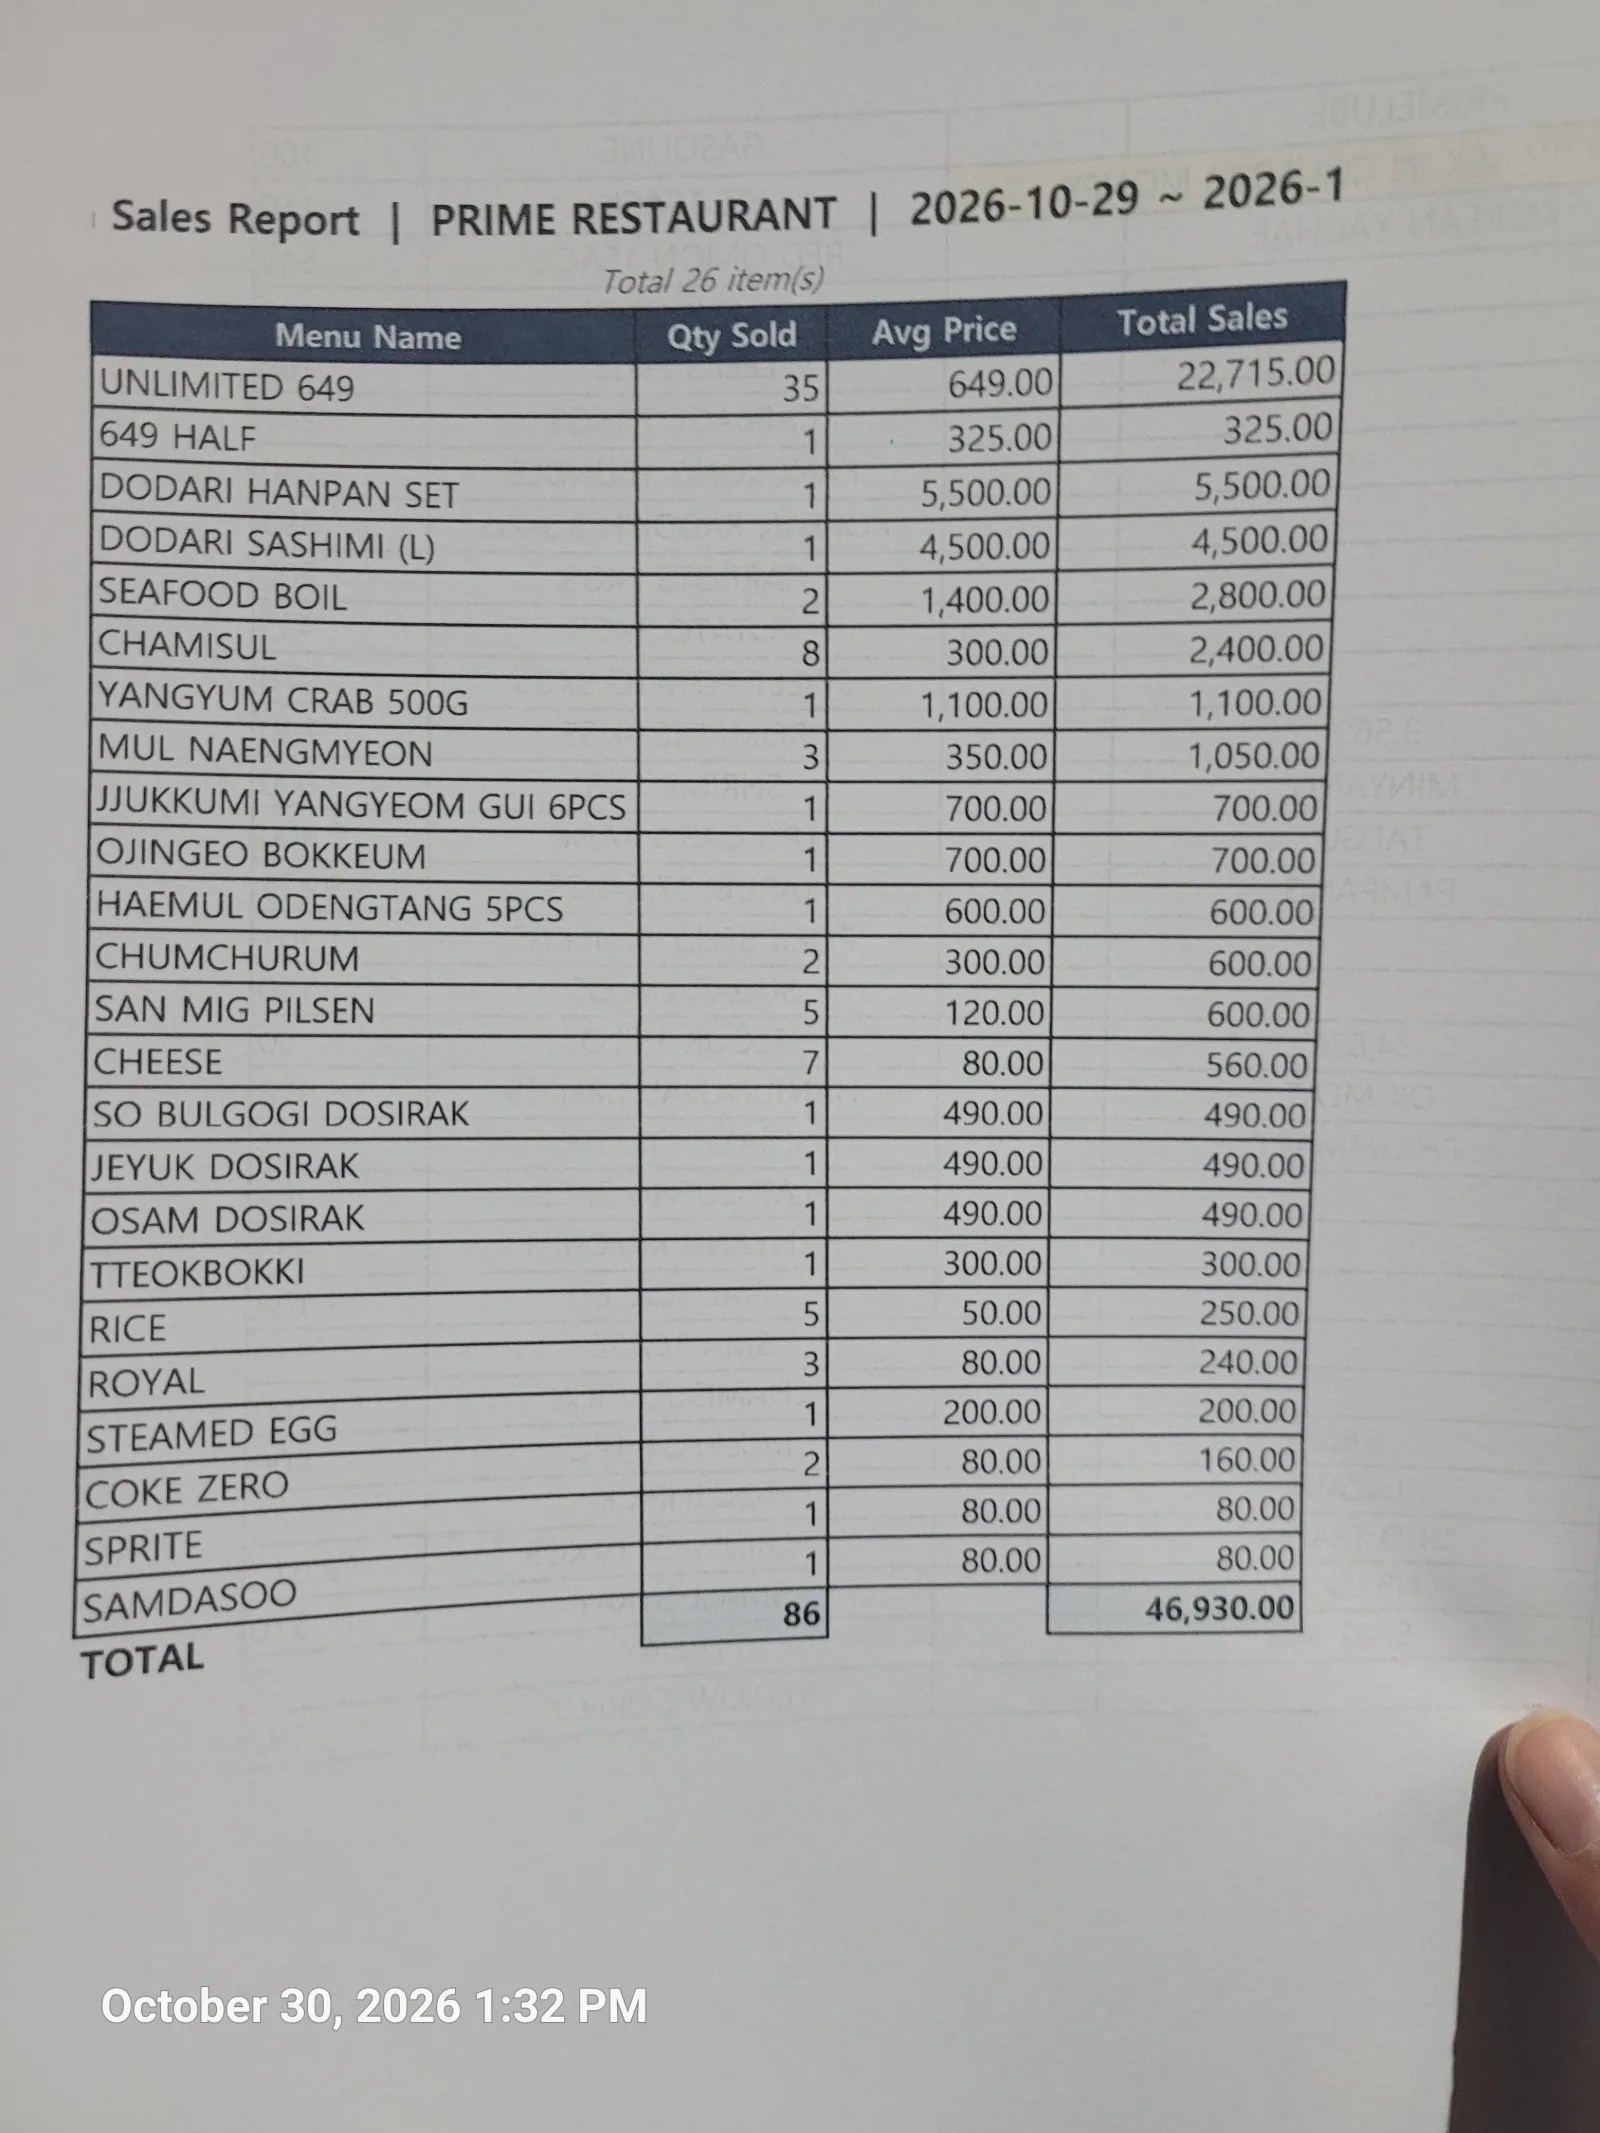 Sales Report | PRIME RESTAURANT | 2026-10-29 ~ 2026-1
Total 26 item(s)
Menu Name Qty Sold Avg Price Total Sales
UNLIMITED 649 35 649.00 22,715.00
649 HALF 1 325.00 325.00
DODARI HANPAN SET 1 5,500.00 5,500.00
DODARI SASHIMI (L) 1 4,500.00 4,500.00
SEAFOOD BOIL 2 1,400.00 2,800.00
CHAMISUL 8 300.00 2,400.00
YANGYUM CRAB 500G 1 1,100.00 1,100.00
MUL NAENGMYEON 3 350.00 1,050.00
JJUKKUMI YANGYEOM GUI 6PCS 1 700.00 700.00
OJINGEO BOKKEUM 1 700.00 700.00
HAEMUL ODENGTANG 5PCS 1 600.00 600.00
CHUMCHURUM 2 300.00 600.00
SAN MIG PILSEN 5 120.00 600.00
CHEESE 7 80.00 560.00
SO BULGOGI DOSIRAK 1 490.00 490.00
JEYUK DOSIRAK 1 490.00 490.00
OSAM DOSIRAK 1 490.00 490.00
TTEOKBOKKI 1 300.00 300.00
RICE 5 50.00 250.00
ROYAL 3 80.00 240.00
STEAMED EGG 1 200.00 200.00
COKE ZERO 2 80.00 160.00
SPRITE 1 80.00 80.00
SAMDASOO 1 80.00 80.00
TOTAL 86 46,930.00
October 30, 2026 1:32 PM